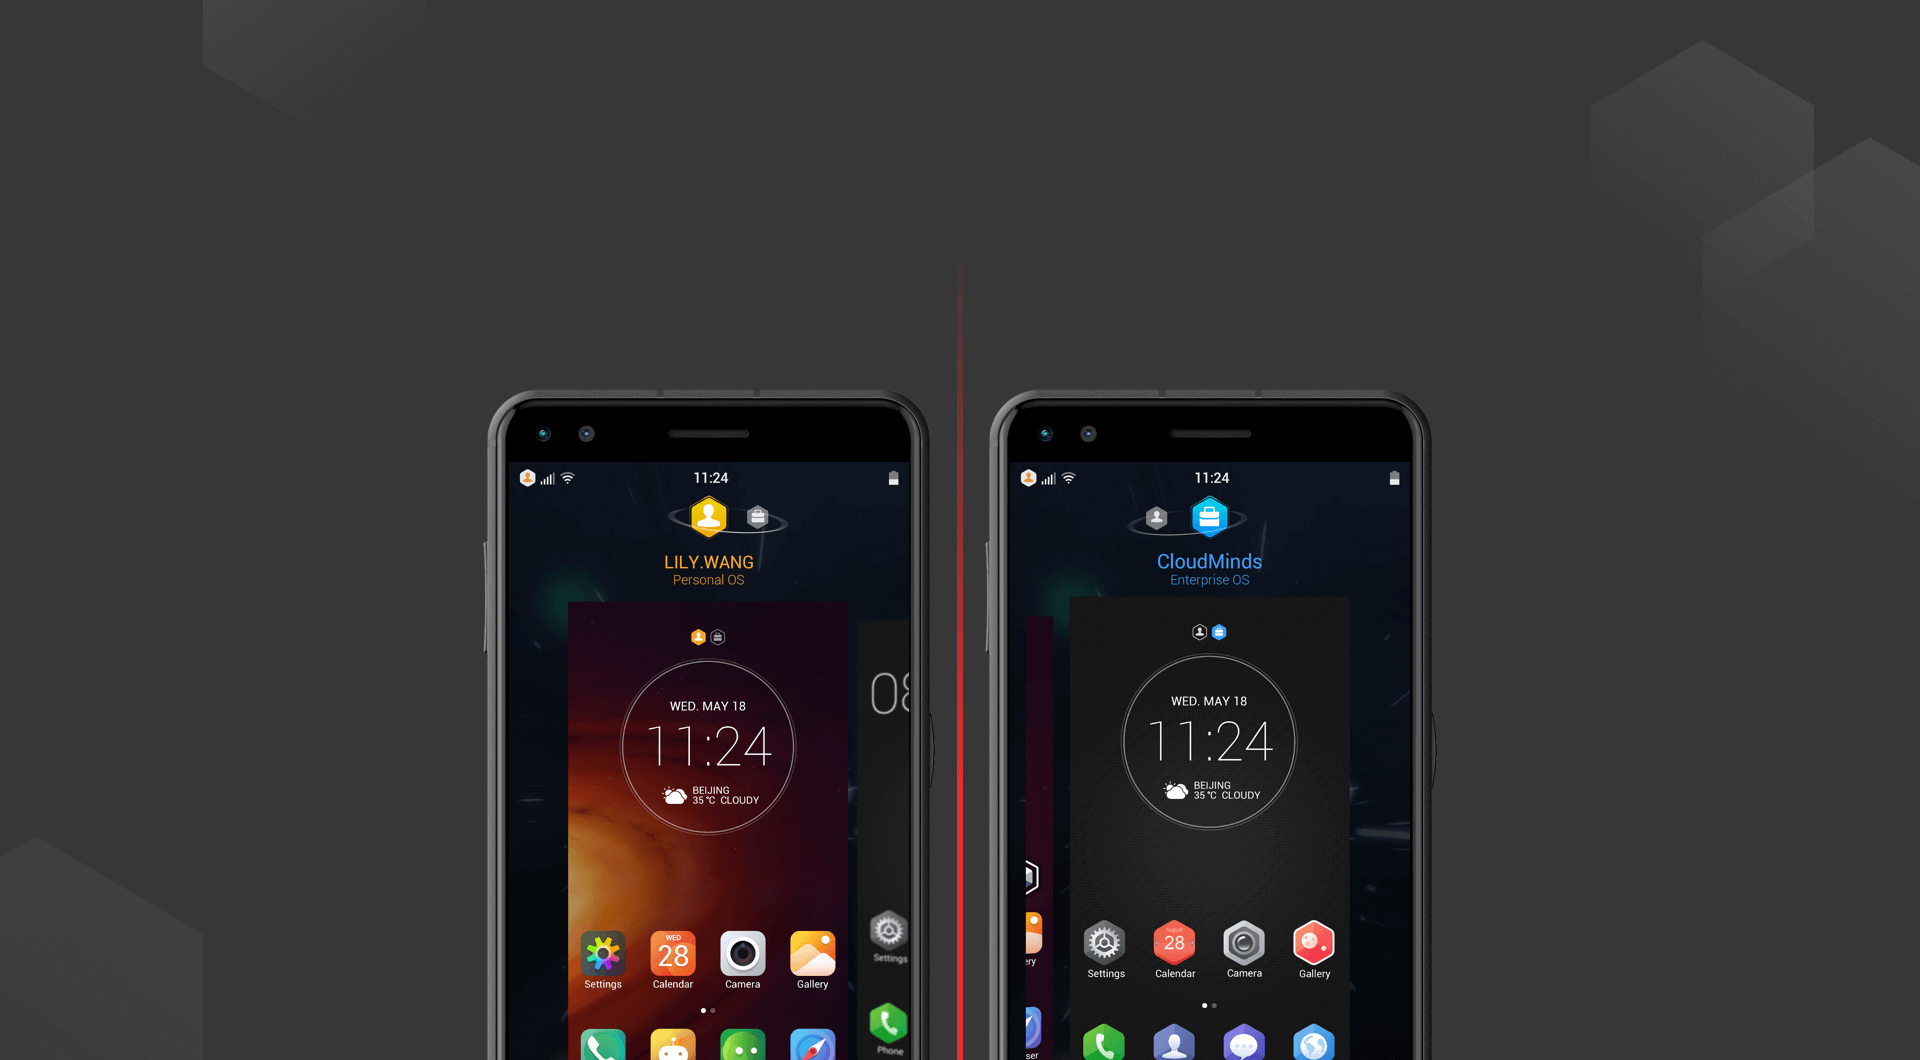 11:24
LILY.WANG
Personal OS
WED. MAY 18
11:24
BEIJING
35 °C CLOUDY
08
WED
28
Settings
Calendar
Camera
Gallery
Settings
Phone
11:24
CloudMinds
Enterprise OS
WED. MAY 18
11:24
BEIJING
35 °C CLOUDY
August
28
Settings
Calendar
Camera
Gallery
ery
ser